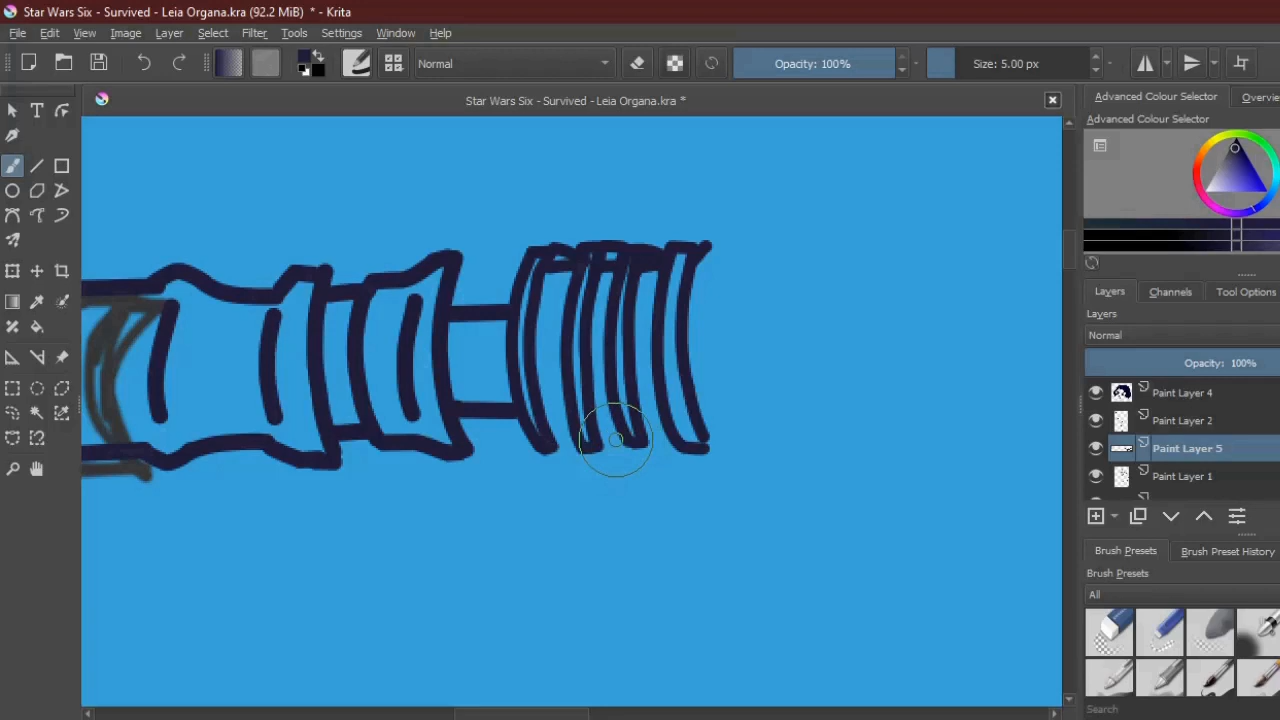 Star Wars Six - Survived - Leia Organa.kra (92.2 MiB) * - Krita
File Edit View Image Layer Filter Tools Select Settings Window Help
Normal Opacity: 100% Size: 5.00 px
Star Wars Six - Survived - Leia Organa.kra * Advanced Colour Selector Overvie
Advanced Colour Selector
Layers Channels Tool Options
Layers
Normal
Opacity: 100%
Paint Layer 4
Paint Layer 2
Paint Layer 5
Paint Layer 1
Brush Presets Brush Preset History
Brush Presets
All
Search